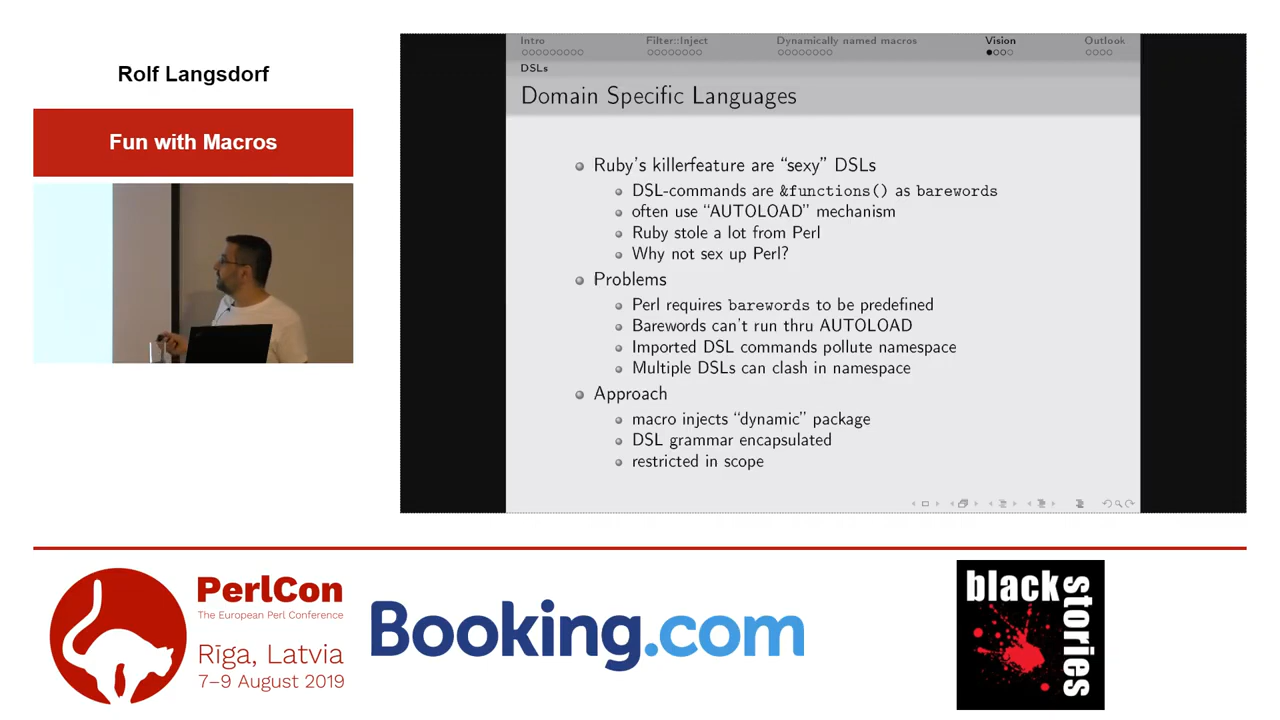 Rolf Langsdorf
Fun with Macros
Intro
Filter::Inject
Dynamically named macros
Vision
Outlook
DSLs
Domain Specific Languages
Ruby's killerfeature are “sexy” DSLs
DSL-commands are &functions() as barewords
often use “AUTOLOAD” mechanism
Ruby stole a lot from Perl
Why not sex up Perl?
Problems
Perl requires barewords to be predefined
Barewords can't run thru AUTOLOAD
Imported DSL commands pollute namespace
Multiple DSLs can clash in namespace
Approach
macro injects “dynamic” package
DSL grammar encapsulated
restricted in scope
PerlCon
The European Perl Conference
Rīga, Latvia
7–9 August 2019
Booking.com
black stories